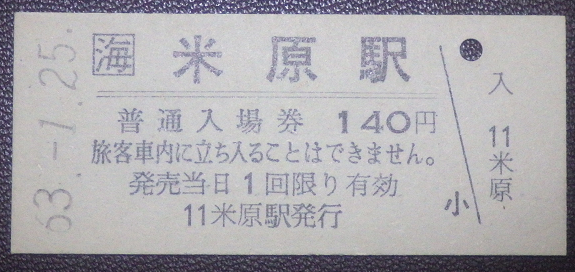 63.-1.25.
海 米原駅
普通入場券 140円
旅客車内に立ち入ることはできません。
発売当日1回限り有効
11米原駅発行
小
入
11米原